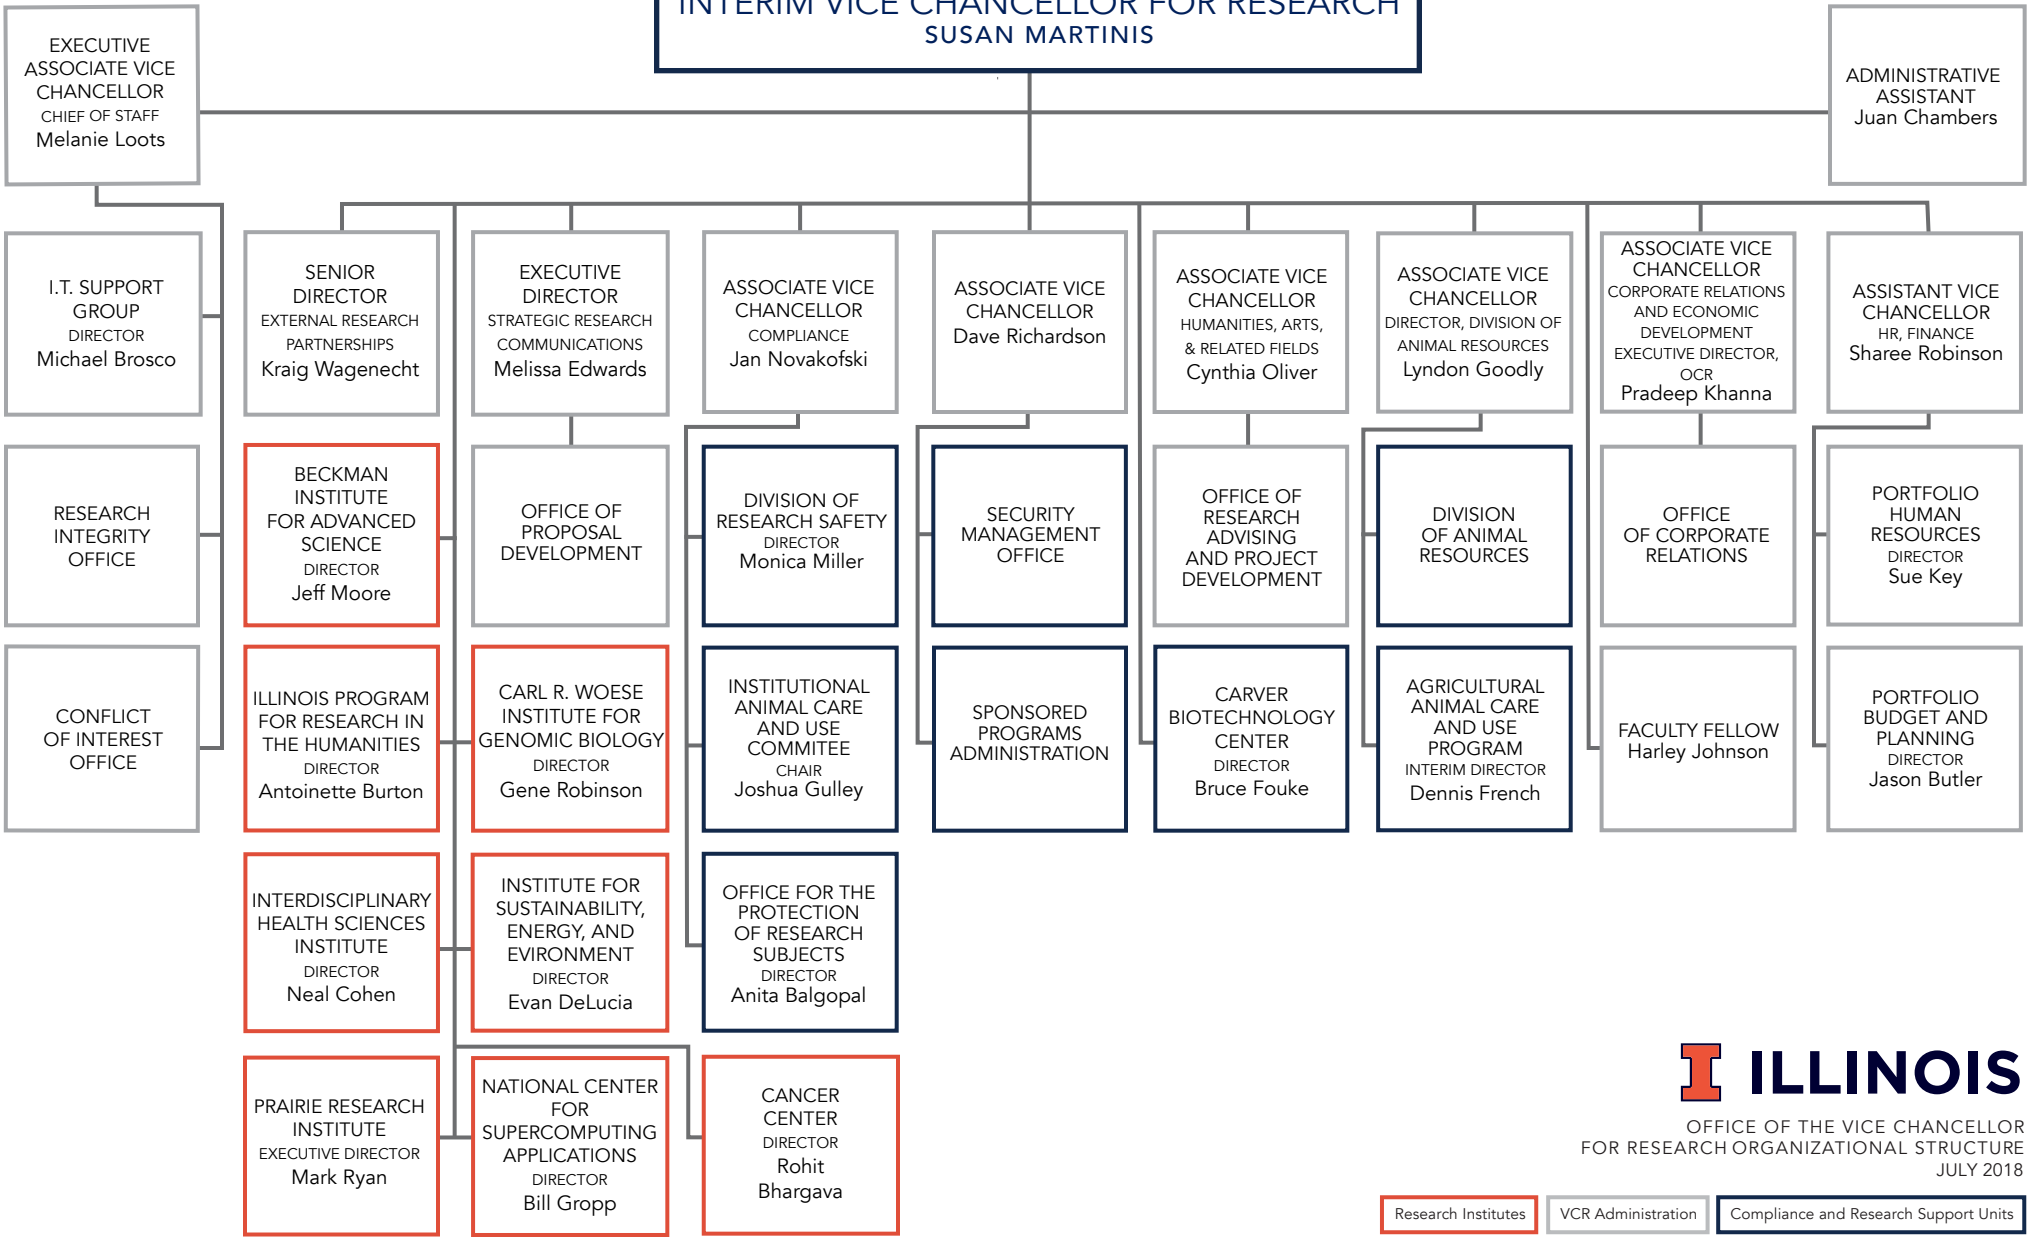 INTERIM VICE CHANCELLOR FOR RESEARCH
SUSAN MARTINIS
EXECUTIVE
ASSOCIATE VICE
CHANCELLOR
CHIEF OF STAFF
Melanie Loots
ADMINISTRATIVE
ASSISTANT
Juan Chambers
I.T. SUPPORT
GROUP
DIRECTOR
Michael Brosco
SENIOR
DIRECTOR
EXTERNAL RESEARCH
PARTNERSHIPS
Kraig Wagenecht
EXECUTIVE
DIRECTOR
STRATEGIC RESEARCH
COMMUNICATIONS
Melissa Edwards
ASSOCIATE VICE
CHANCELLOR
COMPLIANCE
Jan Novakofski
ASSOCIATE VICE
CHANCELLOR
Dave Richardson
ASSOCIATE VICE
CHANCELLOR
HUMANITIES, ARTS,
& RELATED FIELDS
Cynthia Oliver
ASSOCIATE VICE
CHANCELLOR
DIRECTOR, DIVISION OF
ANIMAL RESOURCES
Lyndon Goodly
ASSOCIATE VICE
CHANCELLOR
CORPORATE RELATIONS
AND ECONOMIC
DEVELOPMENT
EXECUTIVE DIRECTOR,
OCR
Pradeep Khanna
ASSISTANT VICE
CHANCELLOR
HR, FINANCE
Sharee Robinson
RESEARCH
INTEGRITY
OFFICE
BECKMAN
INSTITUTE
FOR ADVANCED
SCIENCE
DIRECTOR
Jeff Moore
OFFICE OF
PROPOSAL
DEVELOPMENT
DIVISION OF
RESEARCH SAFETY
DIRECTOR
Monica Miller
SECURITY
MANAGEMENT
OFFICE
OFFICE OF
RESEARCH
ADVISING
AND PROJECT
DEVELOPMENT
DIVISION
OF ANIMAL
RESOURCES
OFFICE
OF CORPORATE
RELATIONS
PORTFOLIO
HUMAN
RESOURCES
DIRECTOR
Sue Key
CONFLICT
OF INTEREST
OFFICE
ILLINOIS PROGRAM
FOR RESEARCH IN
THE HUMANITIES
DIRECTOR
Antoinette Burton
CARL R. WOESE
INSTITUTE FOR
GENOMIC BIOLOGY
DIRECTOR
Gene Robinson
INSTITUTIONAL
ANIMAL CARE
AND USE
COMMITEE
CHAIR
Joshua Gulley
SPONSORED
PROGRAMS
ADMINISTRATION
CARVER
BIOTECHNOLOGY
CENTER
DIRECTOR
Bruce Fouke
AGRICULTURAL
ANIMAL CARE
AND USE
PROGRAM
INTERIM DIRECTOR
Dennis French
FACULTY FELLOW
Harley Johnson
PORTFOLIO
BUDGET AND
PLANNING
DIRECTOR
Jason Butler
INTERDISCIPLINARY
HEALTH SCIENCES
INSTITUTE
DIRECTOR
Neal Cohen
INSTITUTE FOR
SUSTAINABILITY,
ENERGY, AND
EVIRONMENT
DIRECTOR
Evan DeLucia
OFFICE FOR THE
PROTECTION
OF RESEARCH
SUBJECTS
DIRECTOR
Anita Balgopal
PRAIRIE RESEARCH
INSTITUTE
EXECUTIVE DIRECTOR
Mark Ryan
NATIONAL CENTER
FOR
SUPERCOMPUTING
APPLICATIONS
DIRECTOR
Bill Gropp
CANCER
CENTER
DIRECTOR
Rohit
Bhargava
I ILLINOIS
OFFICE OF THE VICE CHANCELLOR
FOR RESEARCH ORGANIZATIONAL STRUCTURE
JULY 2018
Research Institutes
VCR Administration
Compliance and Research Support Units